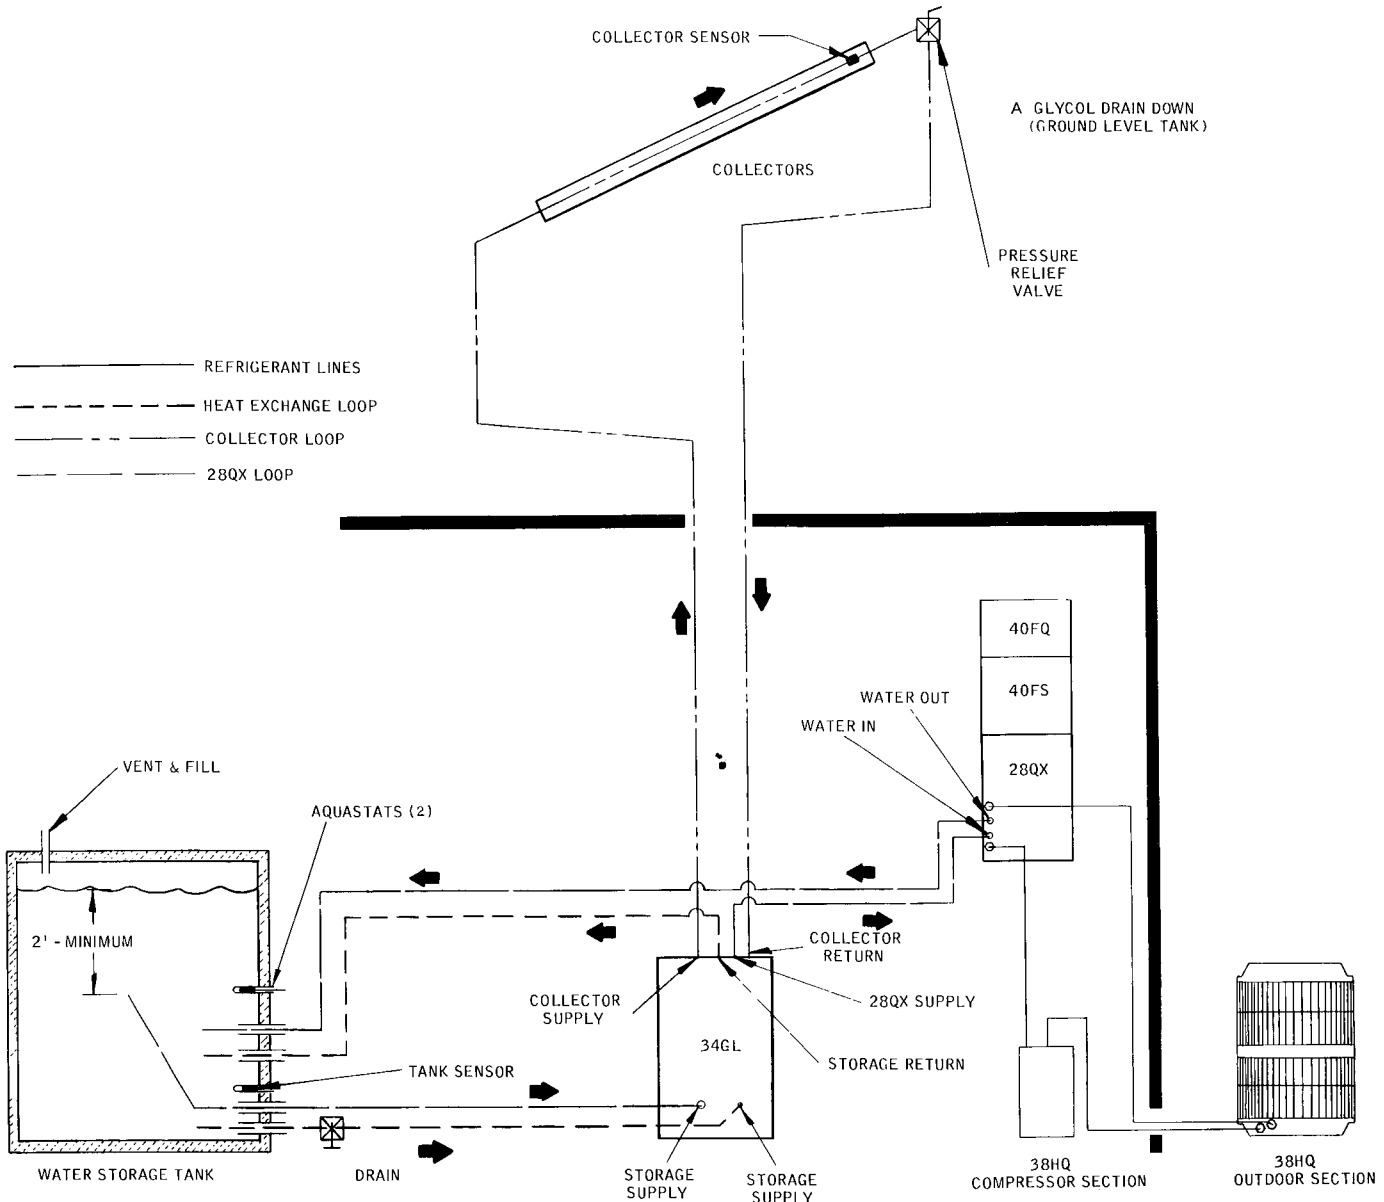 COLLECTOR SENSOR
A GLYCOL DRAIN DOWN
(GROUND LEVEL TANK)
COLLECTORS
PRESSURE
RELIEF
VALVE
REFRIGERANT LINES
HEAT EXCHANGE LOOP
COLLECTOR LOOP
28QX LOOP
40FQ
40FS
WATER OUT
WATER IN
28QX
VENT & FILL
AQUASTATS (2)
2' - MINIMUM
COLLECTOR
RETURN
COLLECTOR
SUPPLY
28QX SUPPLY
34GL
STORAGE RETURN
TANK SENSOR
WATER STORAGE TANK
DRAIN
STORAGE
SUPPLY
STORAGE
SUPPLY
38HQ
COMPRESSOR SECTION
38HQ
OUTDOOR SECTION